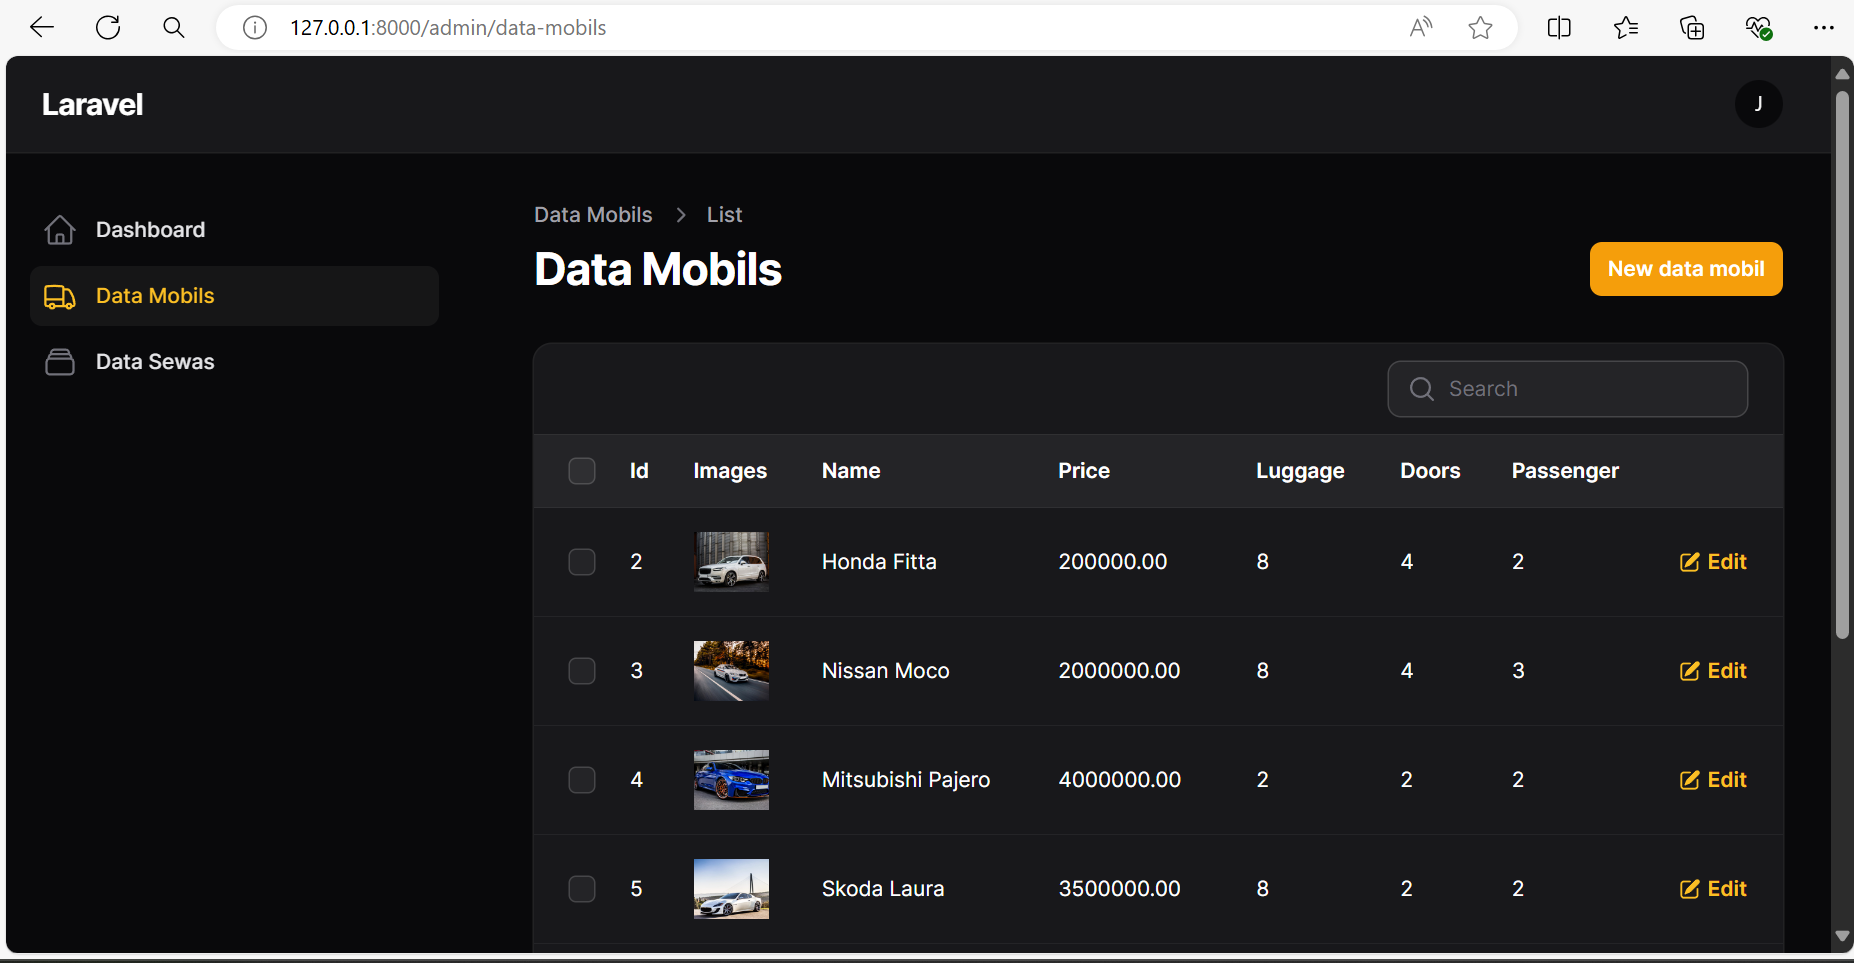 127.0.0.1:8000/admin/data-mobils
Laravel
J
Dashboard
Data Mobils
Data Sewas
Data Mobils > List
Data Mobils
New data mobil
Search
Id Images Name Price Luggage Doors Passenger
2 Honda Fitta 200000.00 8 4 2 Edit
3 Nissan Moco 2000000.00 8 4 3 Edit
4 Mitsubishi Pajero 4000000.00 2 2 2 Edit
5 Skoda Laura 3500000.00 8 2 2 Edit